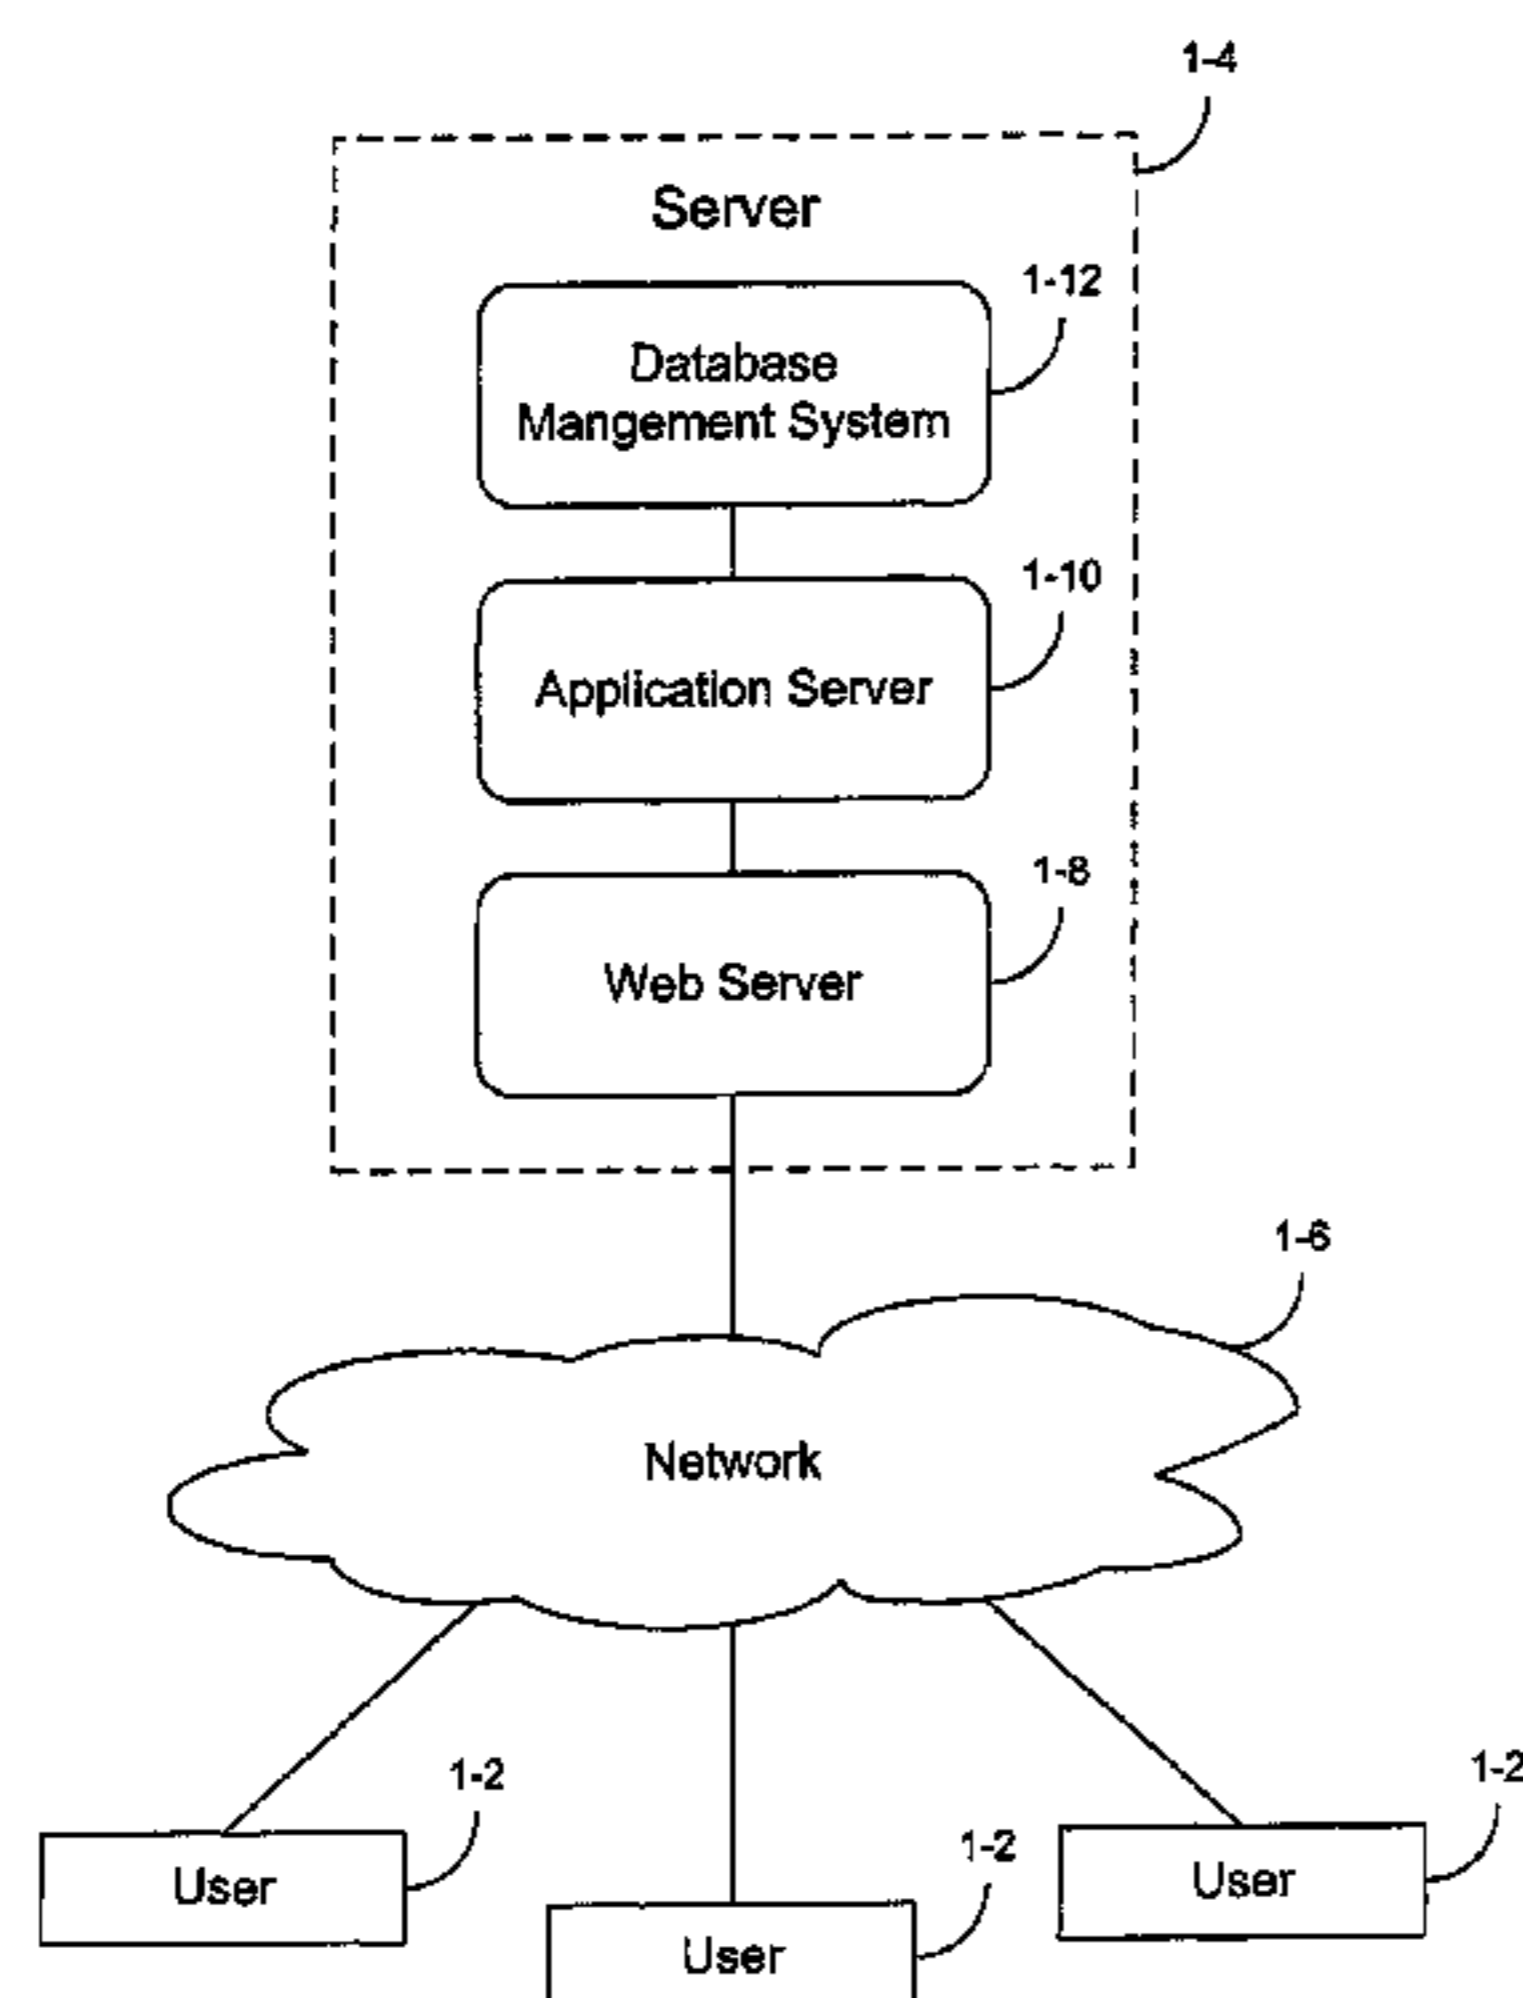 1-4
Server
1-12
Database
Mangement System
1-10
Application Server
1-8
Web Server
1-6
Network
1-2
1-2
1-2
User
User
User